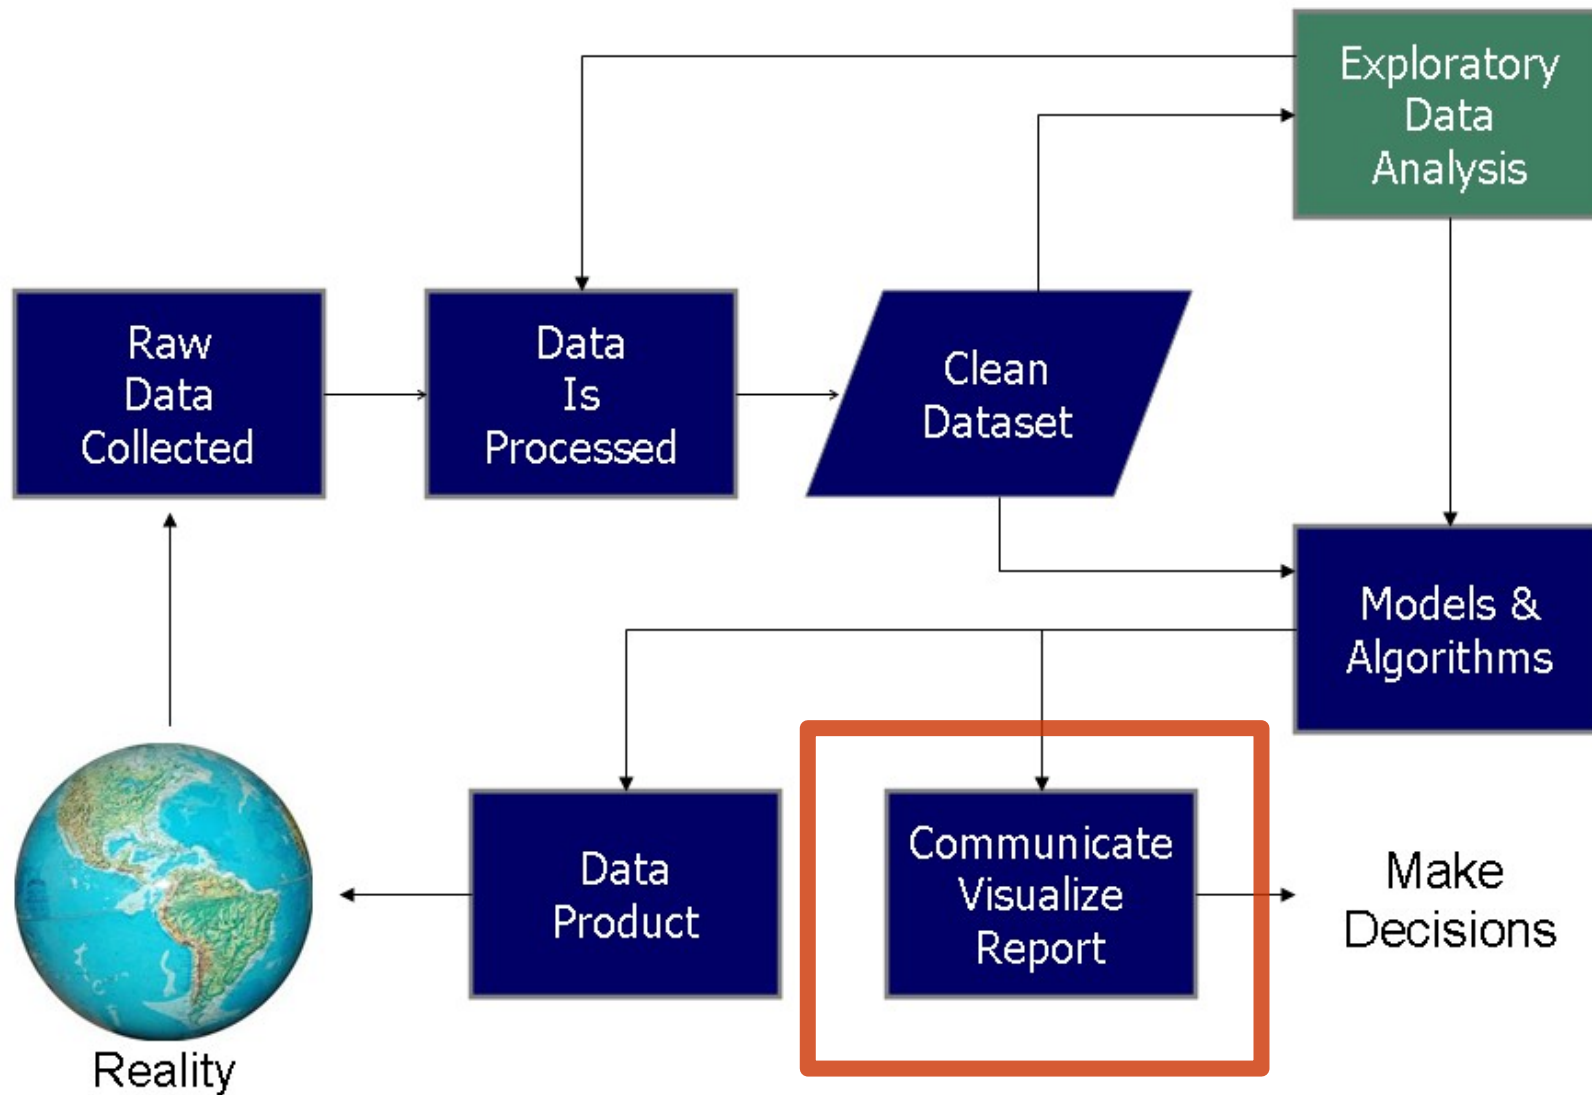 Exploratory
Data
Analysis
Raw
Data
Collected
Data
Is
Processed
Clean
Dataset
Models &
Algorithms
Data
Product
Communicate
Visualize
Report
Make
Decisions
Reality